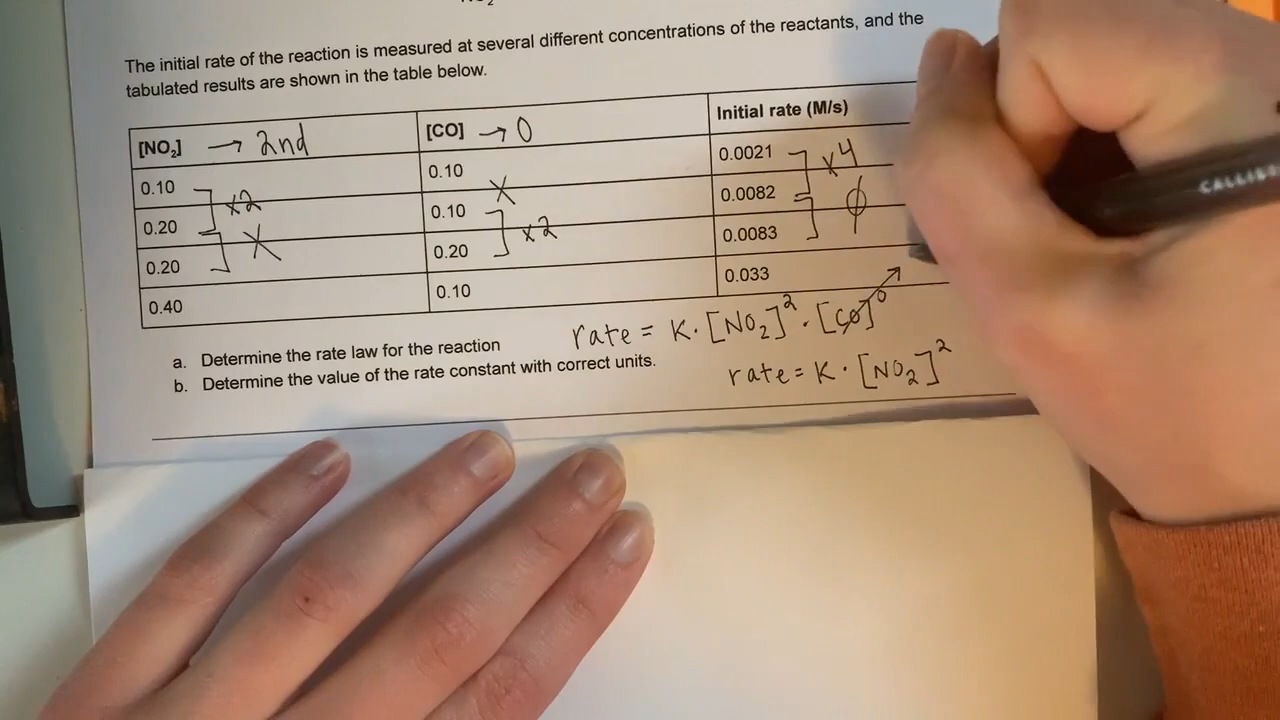 The initial rate of the reaction is measured at several different concentrations of the reactants, and the
tabulated results are shown in the table below.
[NO₂] → 2nd [CO] → 0 Initial rate (M/s)
0.10 0.10 0.0021
x2 X x4
0.20 0.10 0.0082
X x2 ϕ
0.20 0.20 0.0083
0.40 0.10 0.033
rate = K·[NO₂]²·[CO]⁰
a. Determine the rate law for the reaction
b. Determine the value of the rate constant with correct units.
rate = K·[NO₂]²